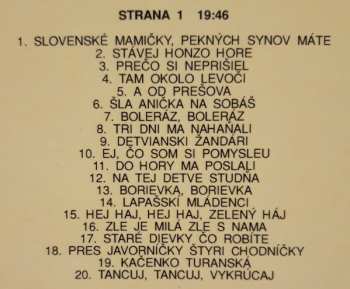 STRANA 1 19:46
1. SLOVENSKÉ MAMIČKY, PEKNÝCH SYNOV MÁTE
2. STÁVEJ HONZO HORE
3. PREČO SI NEPRIŠIEL
4. TAM OKOLO LEVOČI
5. A OD PREŠOVA
6. ŠLA ANIČKA NA SOBÁŠ
7. BOLERÁZ, BOLERÁZ
8. TRI DNI MA NAHÁŇALI
9. DETVIANSKI ŽANDÁRI
10. EJ, ČO SOM SI POMYSLEU
11. DO HORY MA POSLALI
12. NA TEJ DETVE STUDŇA
13. BORIEVKA, BORIEVKA
14. LAPAŠSKÍ MLÁDENCI
15. HEJ HAJ, HEJ HAJ, ZELENÝ HÁJ
16. ZLE JE MILÁ ZLE S NAMA
17. STARÉ DIEVKY ČO ROBÍTE
18. PRES JAVORNÍČKY ŠTYRI CHODNÍČKY
19. KAČENKO TURANSKÁ
20. TANCUJ, TANCUJ, VYKRÚCAJ